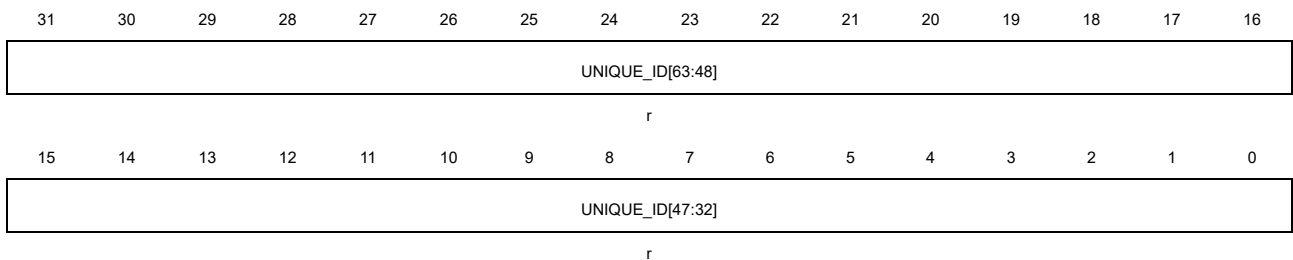 31 30 29 28 27 26 25 24 23 22 21 20 19 18 17 16
UNIQUE_ID[63:48]
r
15 14 13 12 11 10 9 8 7 6 5 4 3 2 1 0
UNIQUE_ID[47:32]
r